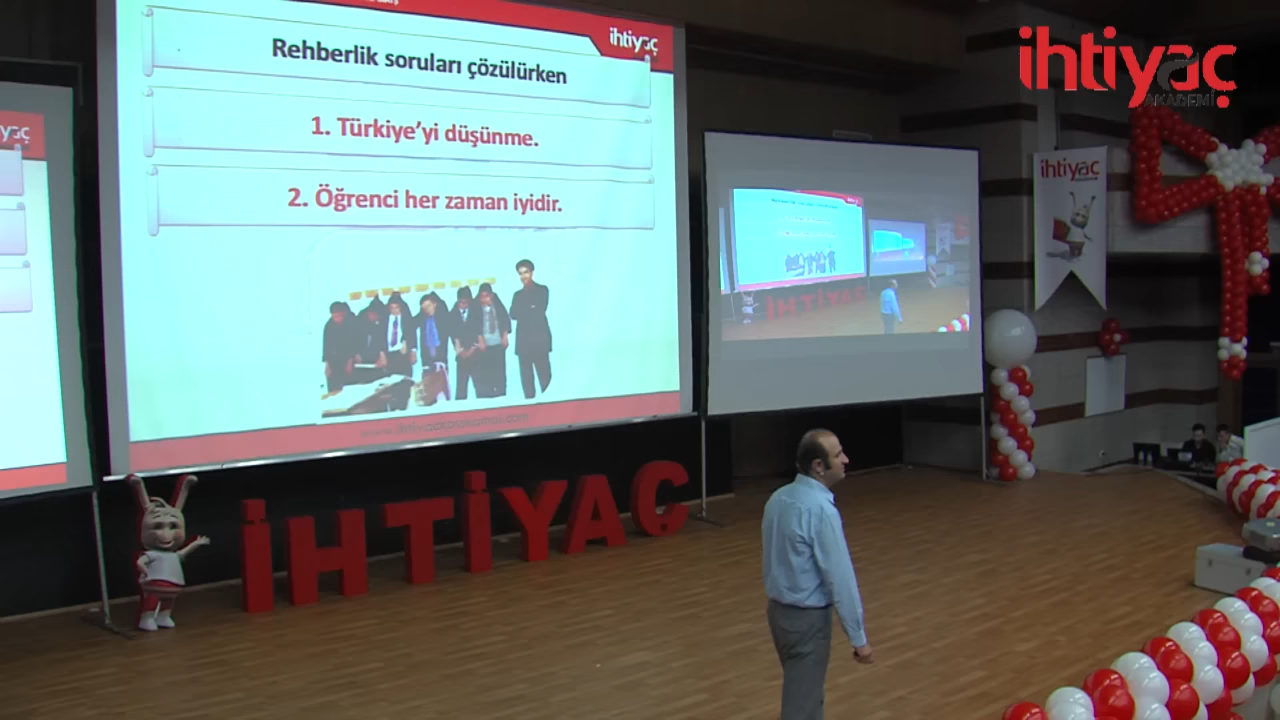 ihtiyaç
Rehberlik soruları çözülürken
1. Türkiye’yi düşünme.
2. Öğrenci her zaman iyidir.
İHTİYAÇ
ihtiyaç
AKADEMİ
ihtiyaç